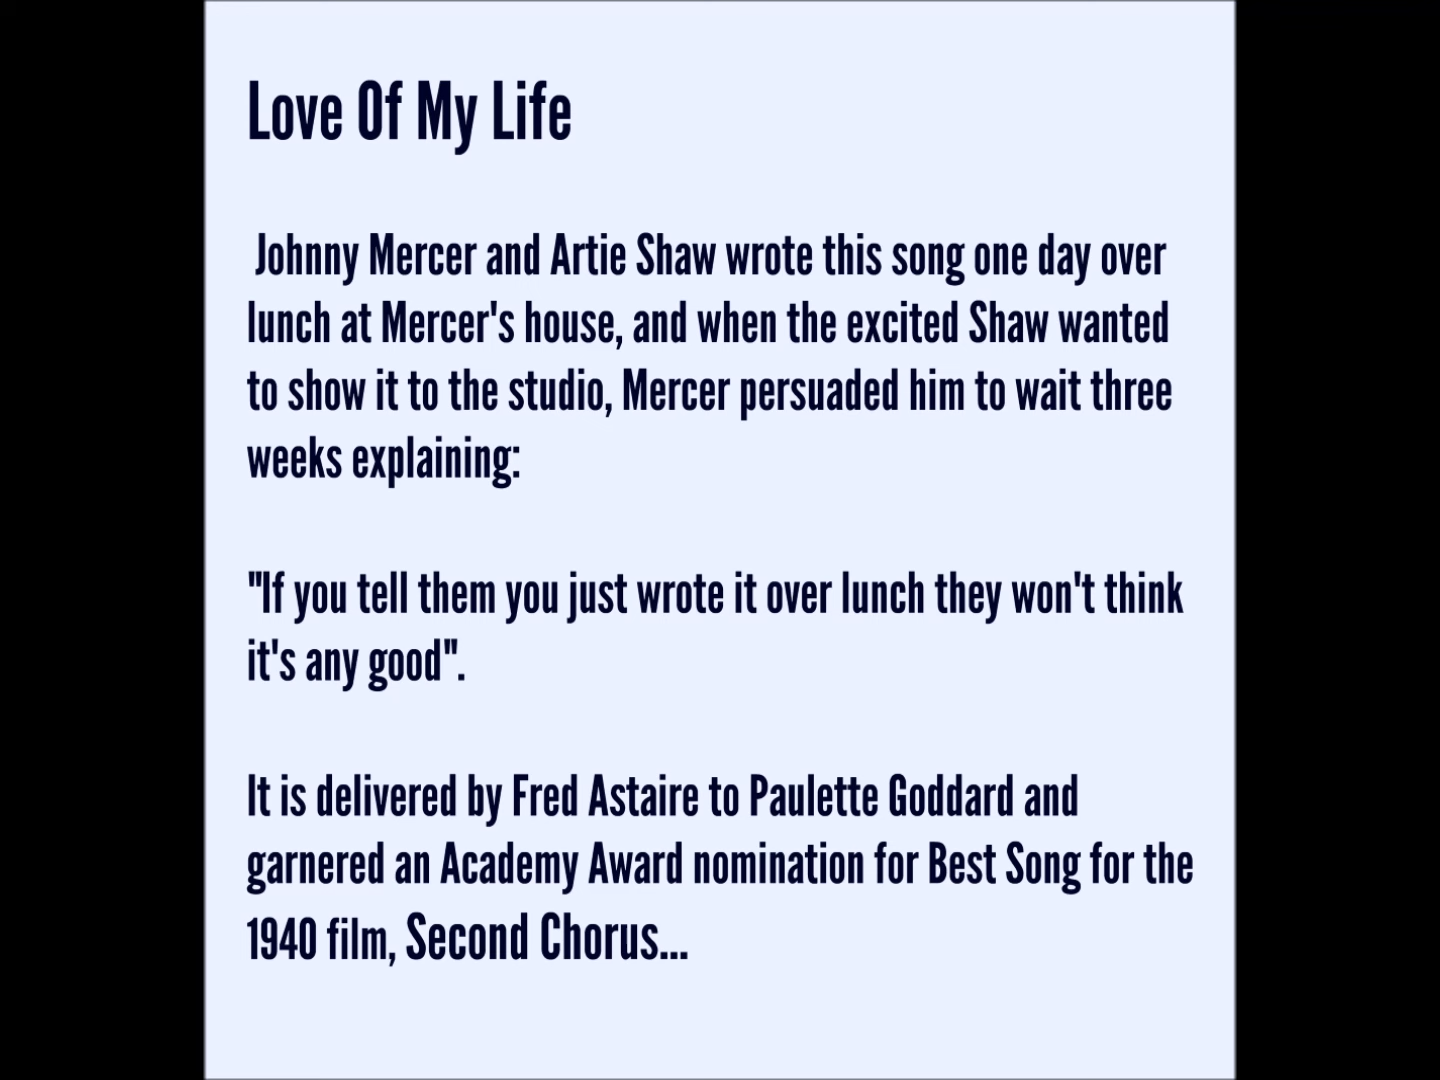 Love Of My Life
Johnny Mercer and Artie Shaw wrote this song one day over
lunch at Mercer's house, and when the excited Shaw wanted
to show it to the studio, Mercer persuaded him to wait three
weeks explaining:
"If you tell them you just wrote it over lunch they won't think
it's any good".
It is delivered by Fred Astaire to Paulette Goddard and
garnered an Academy Award nomination for Best Song for the
1940 film, Second Chorus...